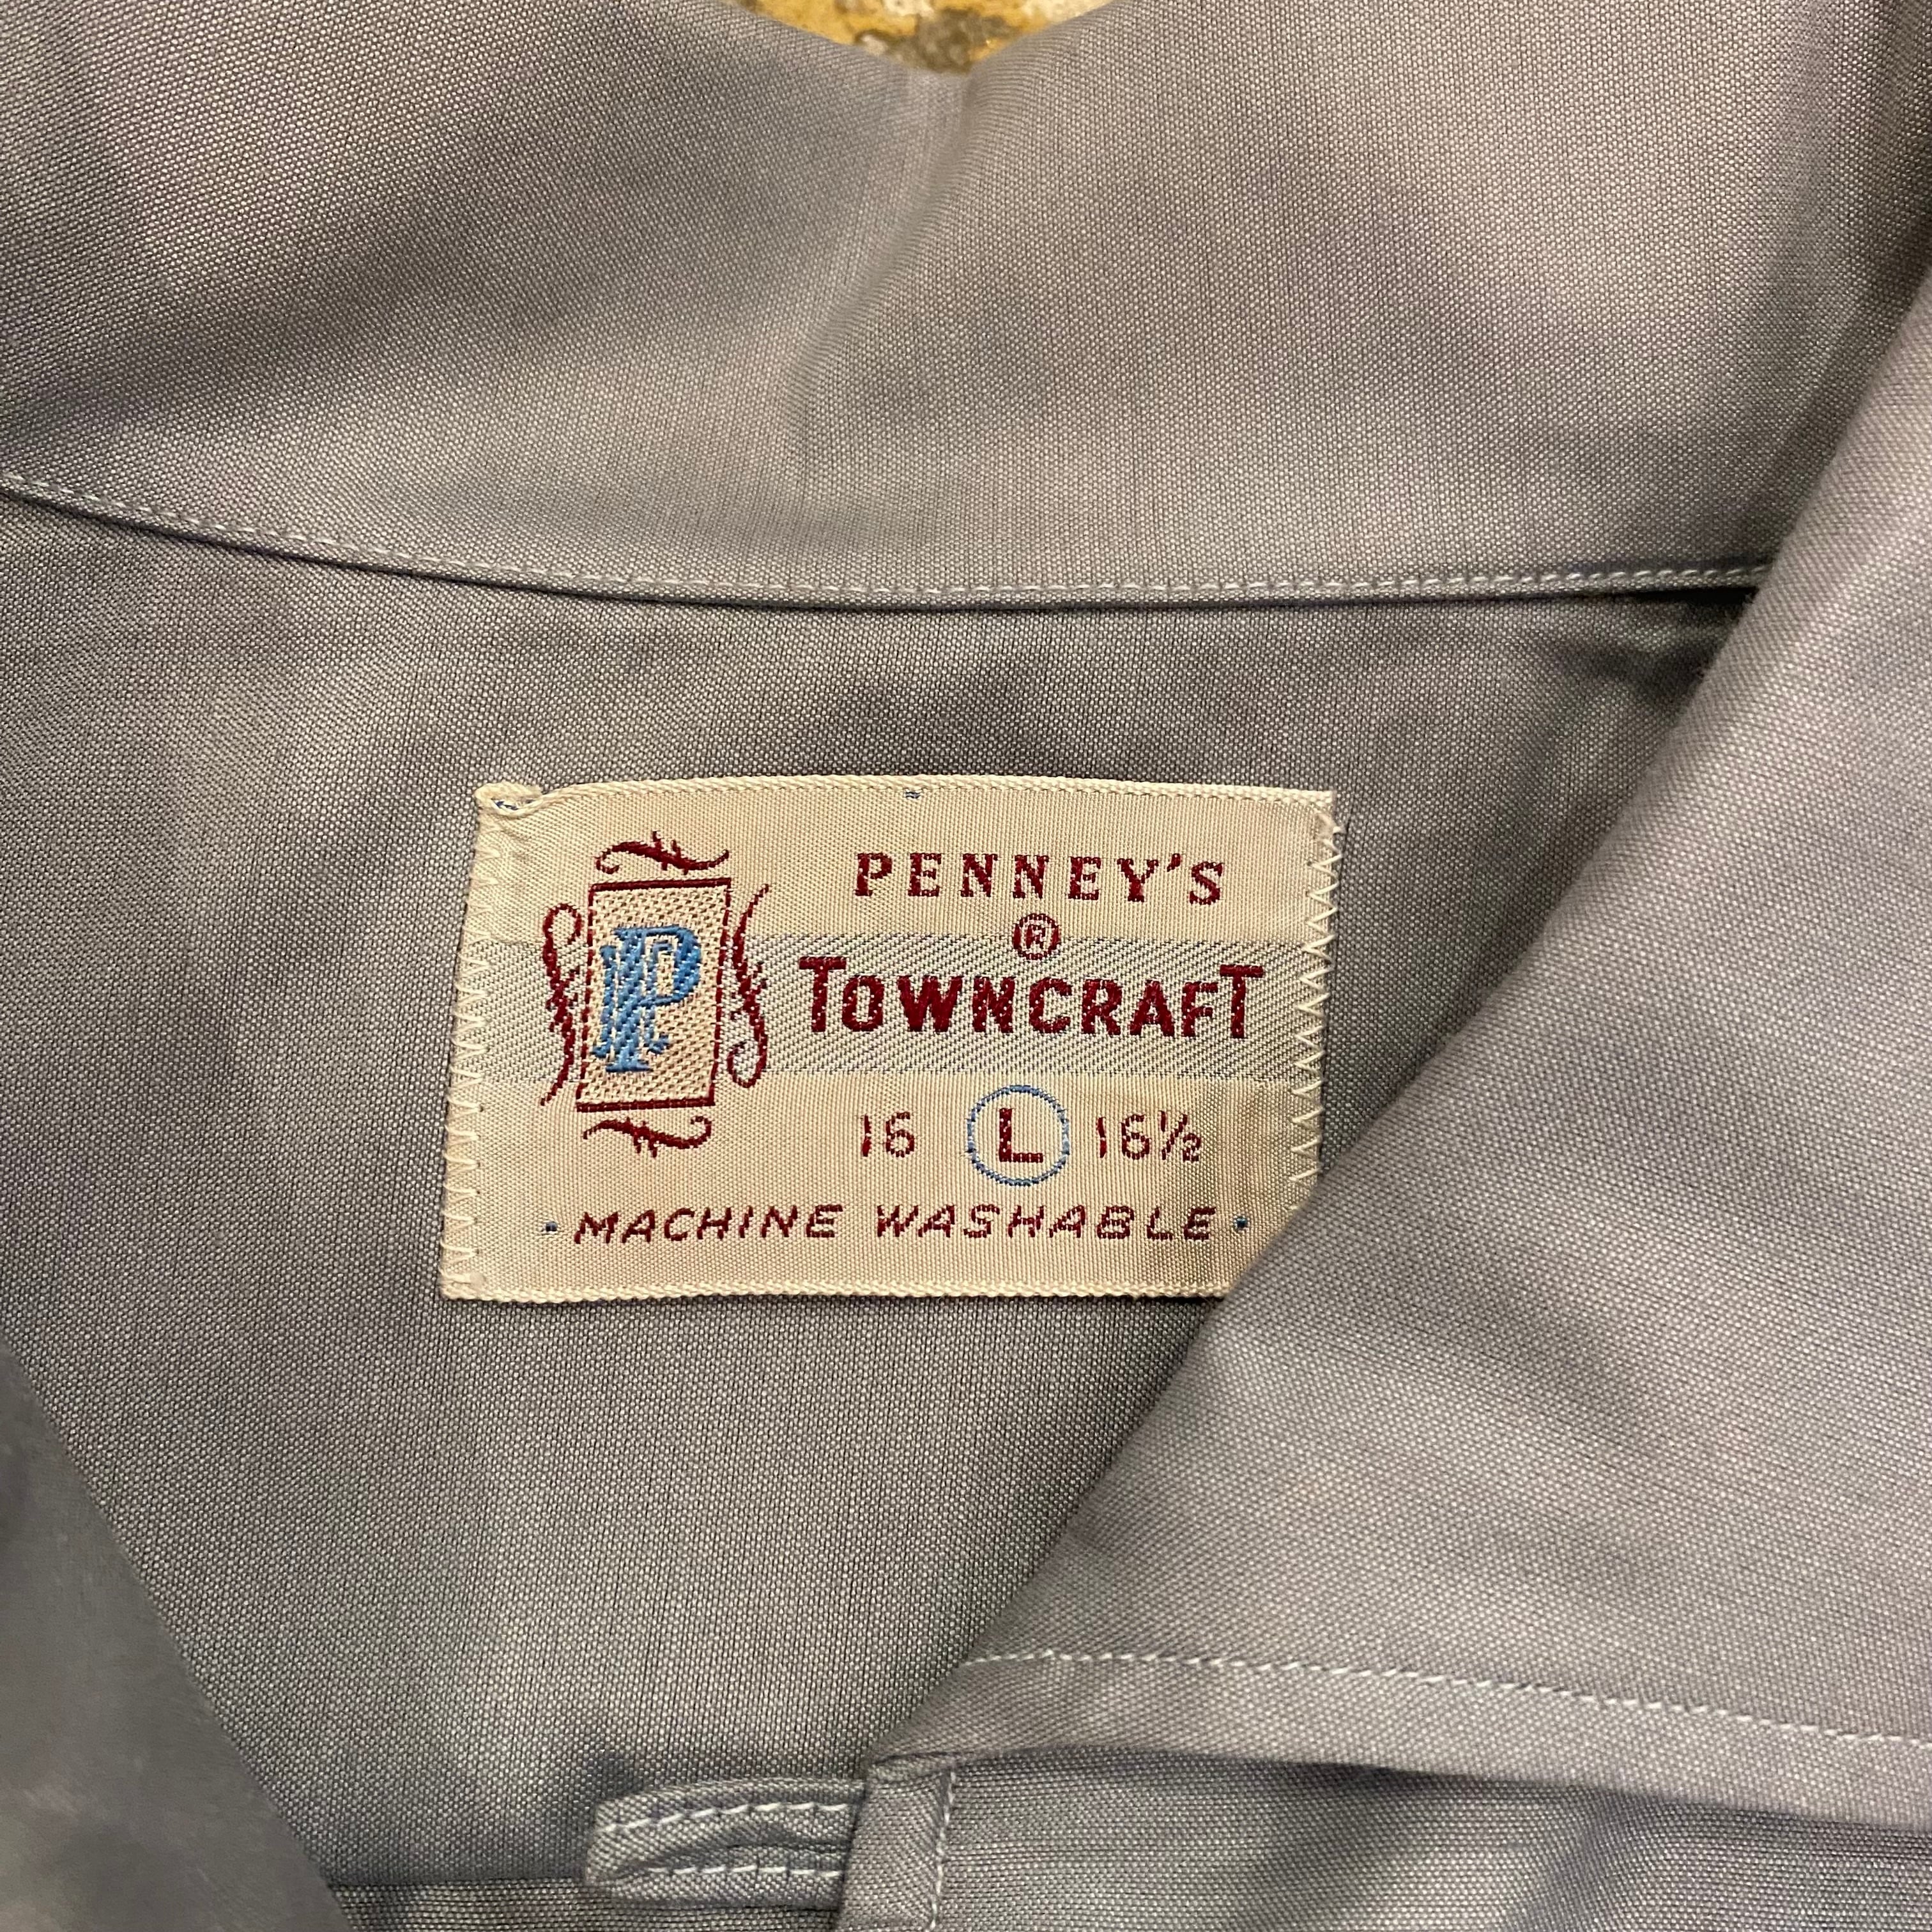 PENNEY'S
®
TOWNCRAFT
16 L 16½
·MACHINE WASHABLE·
P